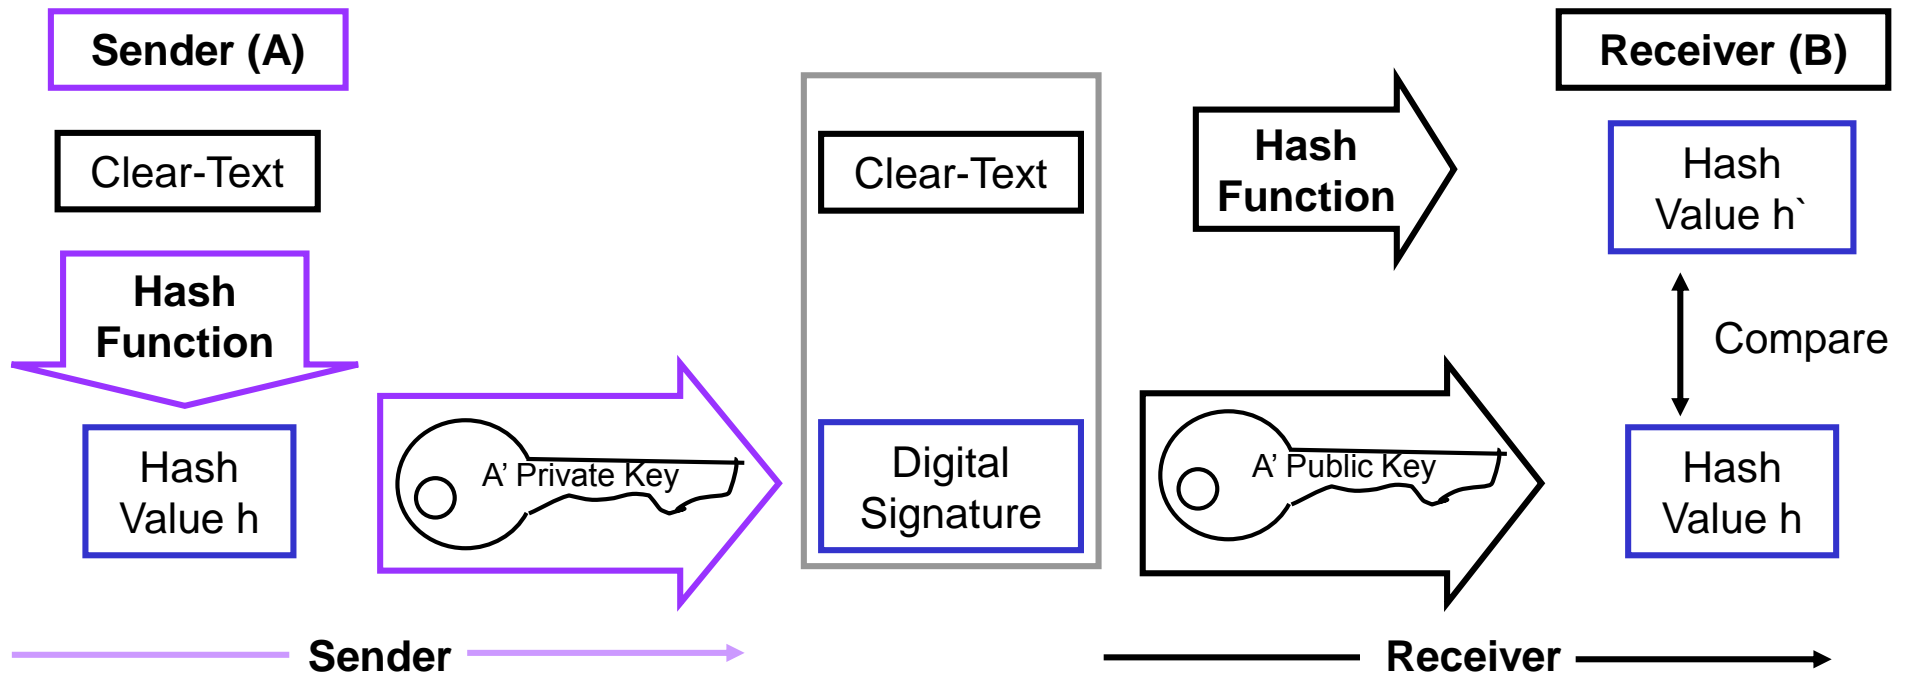 Sender (A)
Clear-Text
Hash
Function
Hash
Value h
A’ Private Key
Clear-Text
Digital
Signature
Hash
Function
A’ Public Key
Receiver (B)
Hash
Value h`
Compare
Hash
Value h
Sender
Receiver